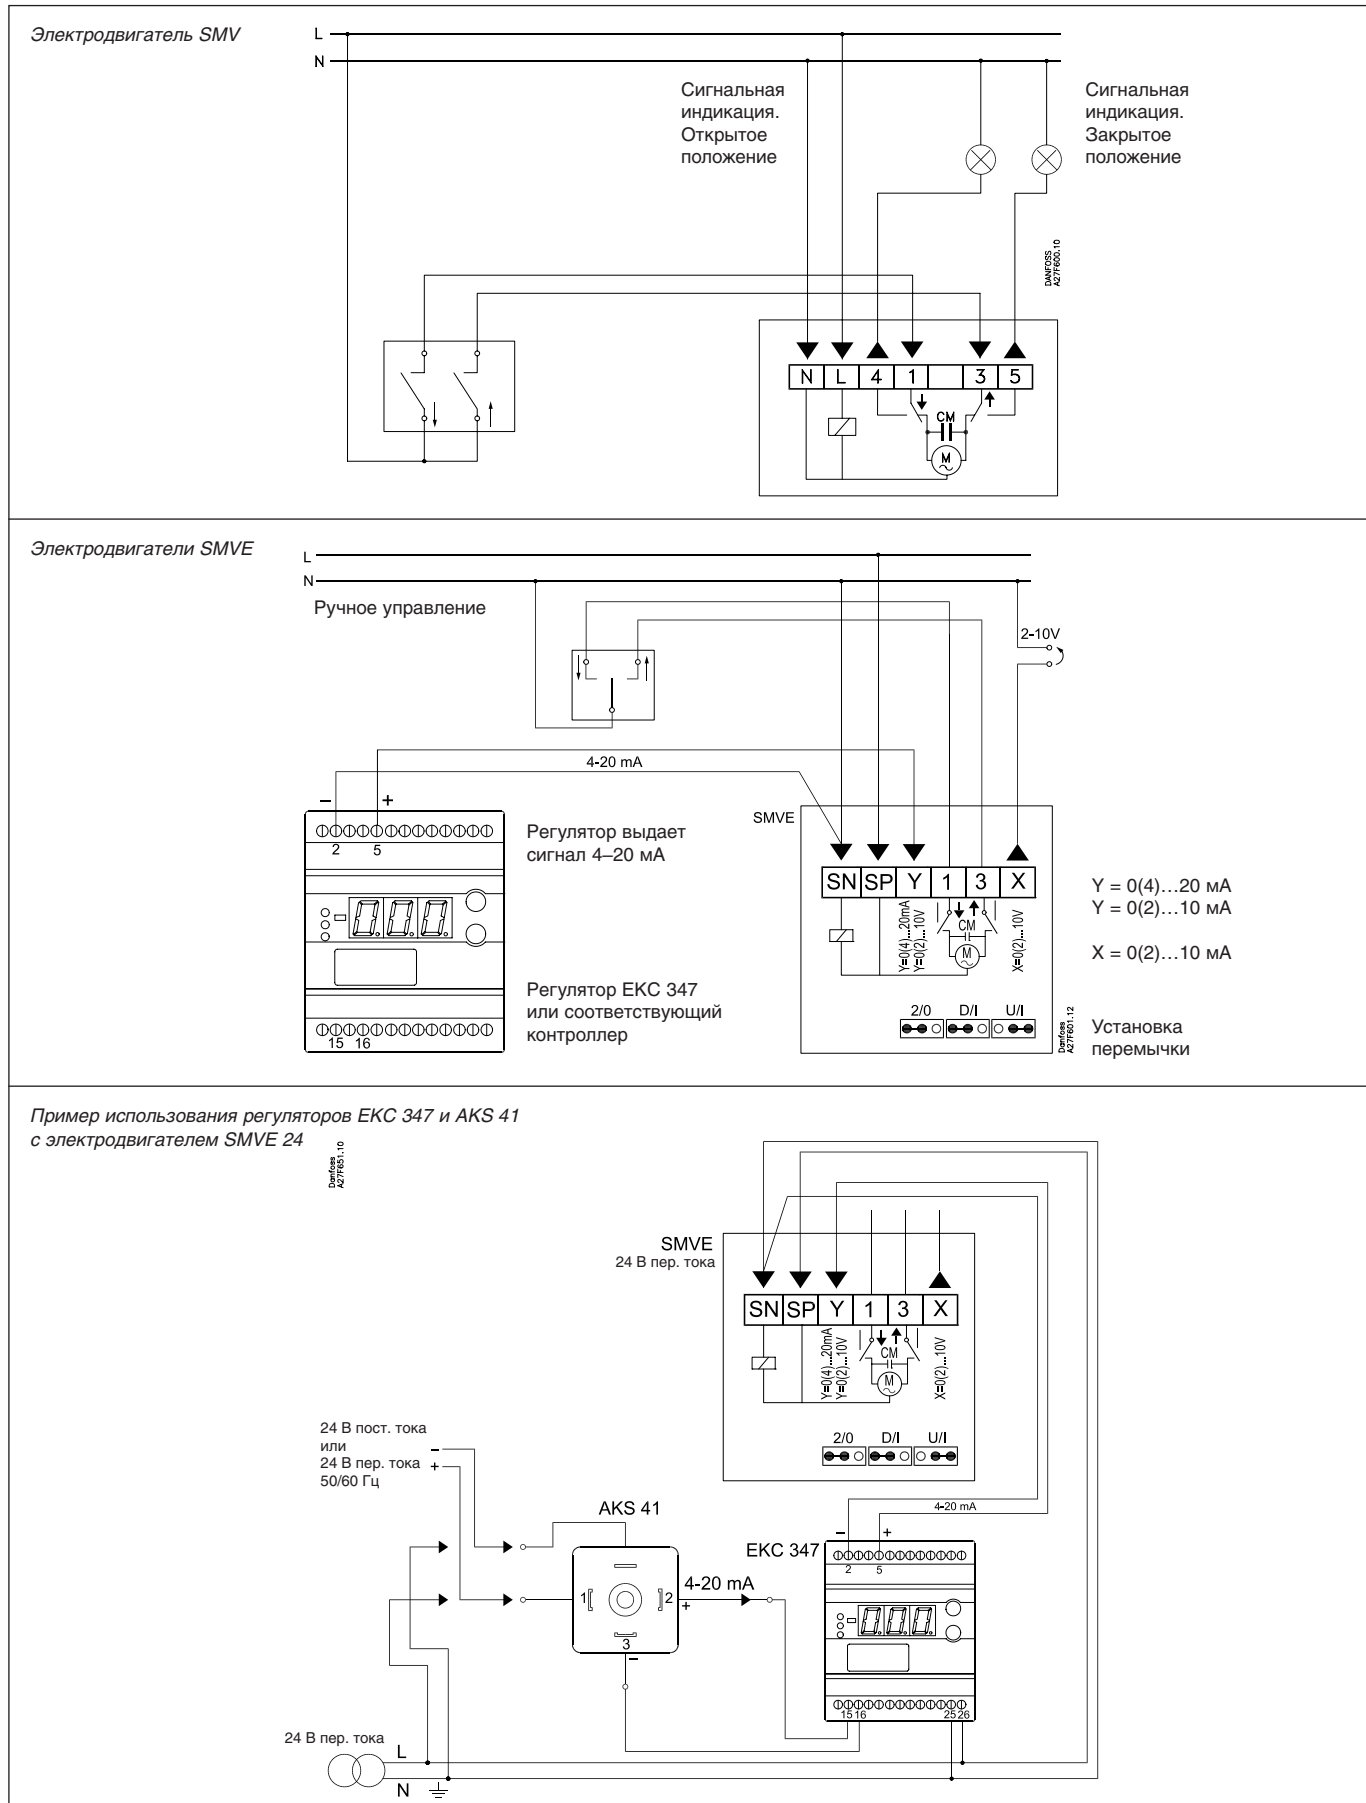 Электродвигатель SMV
L
N
Сигнальная
индикация.
Открытое
положение
Сигнальная
индикация.
Закрытое
положение
DANFOSS
A27F600.10
N L 4 1 3 5
CM
M
Электродвигатели SMVE
L
N
Ручное управление
2-10V
4-20 mA
− +
2 5
Регулятор выдает
сигнал 4–20 мА
SMVE
SN SP Y 1 3 X
Y=0(4)...20mA
Y=0(2)...10V
CM
M
X=0(2)...10V
Y = 0(4)…20 мА
Y = 0(2)…10 мА
X = 0(2)…10 мА
000
Регулятор ЕКС 347
или соответствующий
контроллер
15 16
2/0 D/I U/I
Danfoss
A27F601.12
Установка
перемычки
Пример использования регуляторов ЕКС 347 и AKS 41
с электродвигателем SMVE 24
Danfoss
A27F651.10
SMVE
24 В пер. тока
SN SP Y 1 3 X
Y=0(4)...20mA
Y=0(2)...10V
CM
M
X=0(2)...10V
2/0 D/I U/I
24 В пост. тока
или
24 В пер. тока
50/60 Гц
−
+
AKS 41
1 2 3
4-20 mA
+
−
4-20 mA
− +
EKC 347
2 5
000
15 16 25 26
24 В пер. тока
L
N